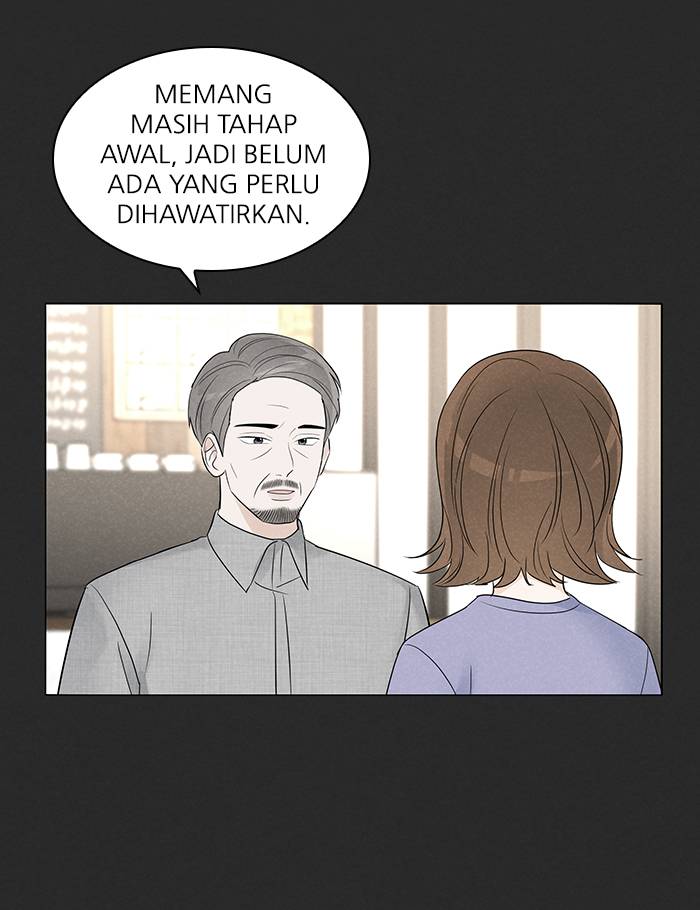 MEMANG
MASIH TAHAP
AWAL, JADI BELUM
ADA YANG PERLU
DIHAWATIRKAN.